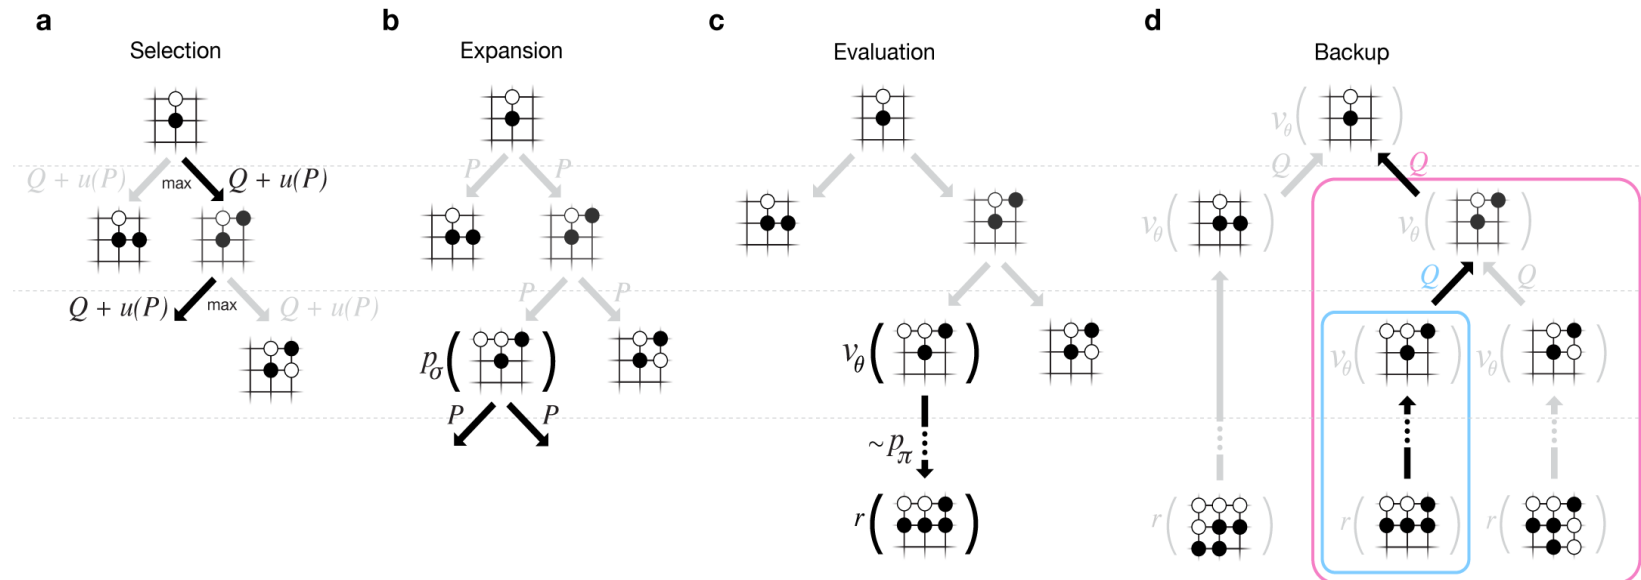 a
Selection
Q + u(P)
max
Q + u(P)
Q + u(P)
max
Q + u(P)
b
Expansion
P
P
P
P
pσ( )
P
P
c
Evaluation
vθ( )
~pπ
r( )
d
Backup
vθ( )
Q
Q
vθ( )
vθ( )
Q
Q
vθ( )
vθ( )
r( )
r( )
r( )